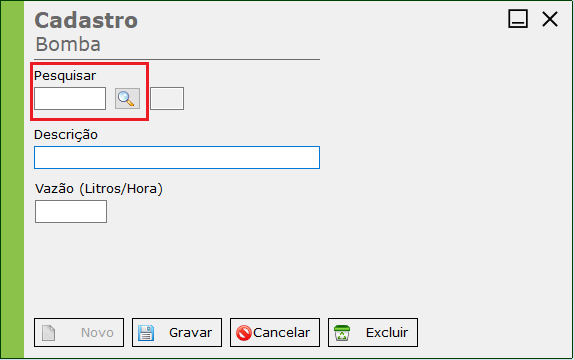 Cadastro
Bomba
Pesquisar
Descrição
Vazão (Litros/Hora)
Novo Gravar Cancelar Excluir